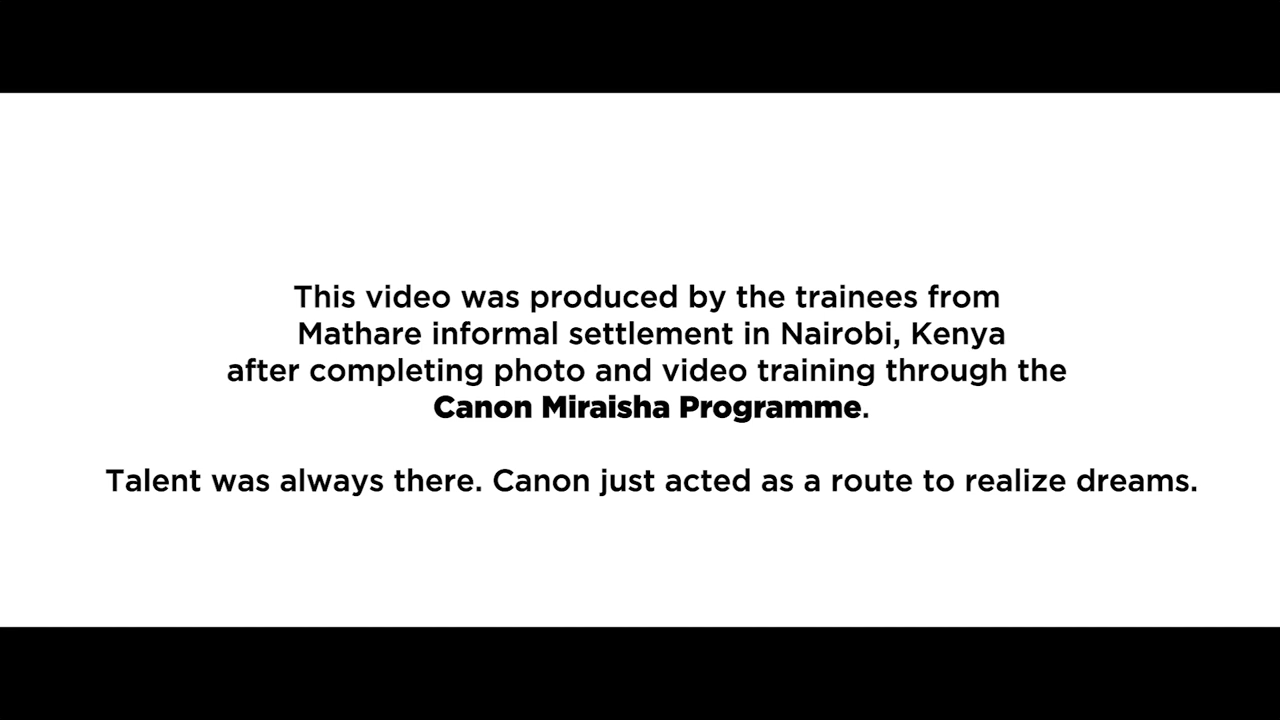 This video was produced by the trainees from
Mathare informal settlement in Nairobi, Kenya
after completing photo and video training through the
Canon Miraisha Programme.
Talent was always there. Canon just acted as a route to realize dreams.